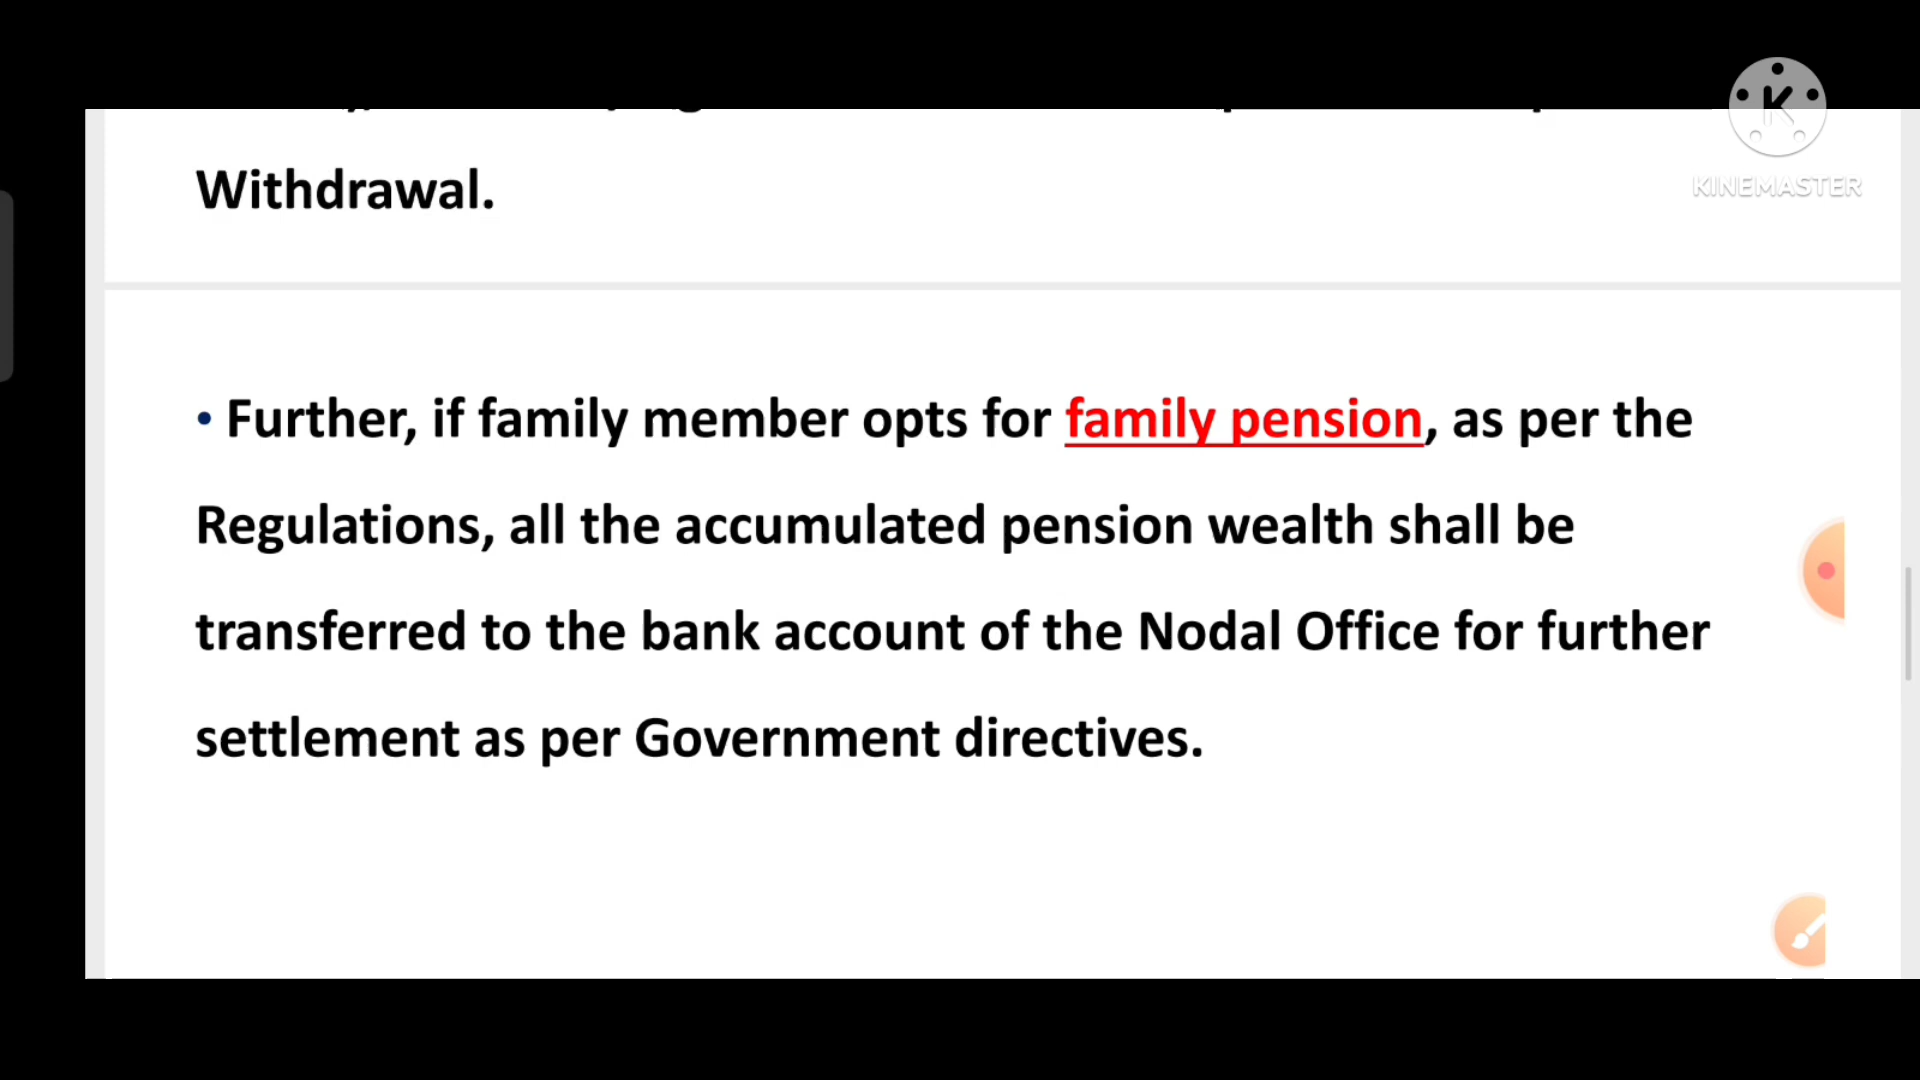 K
KINEMASTER
Withdrawal.
• Further, if family member opts for family pension, as per the
Regulations, all the accumulated pension wealth shall be
transferred to the bank account of the Nodal Office for further
settlement as per Government directives.